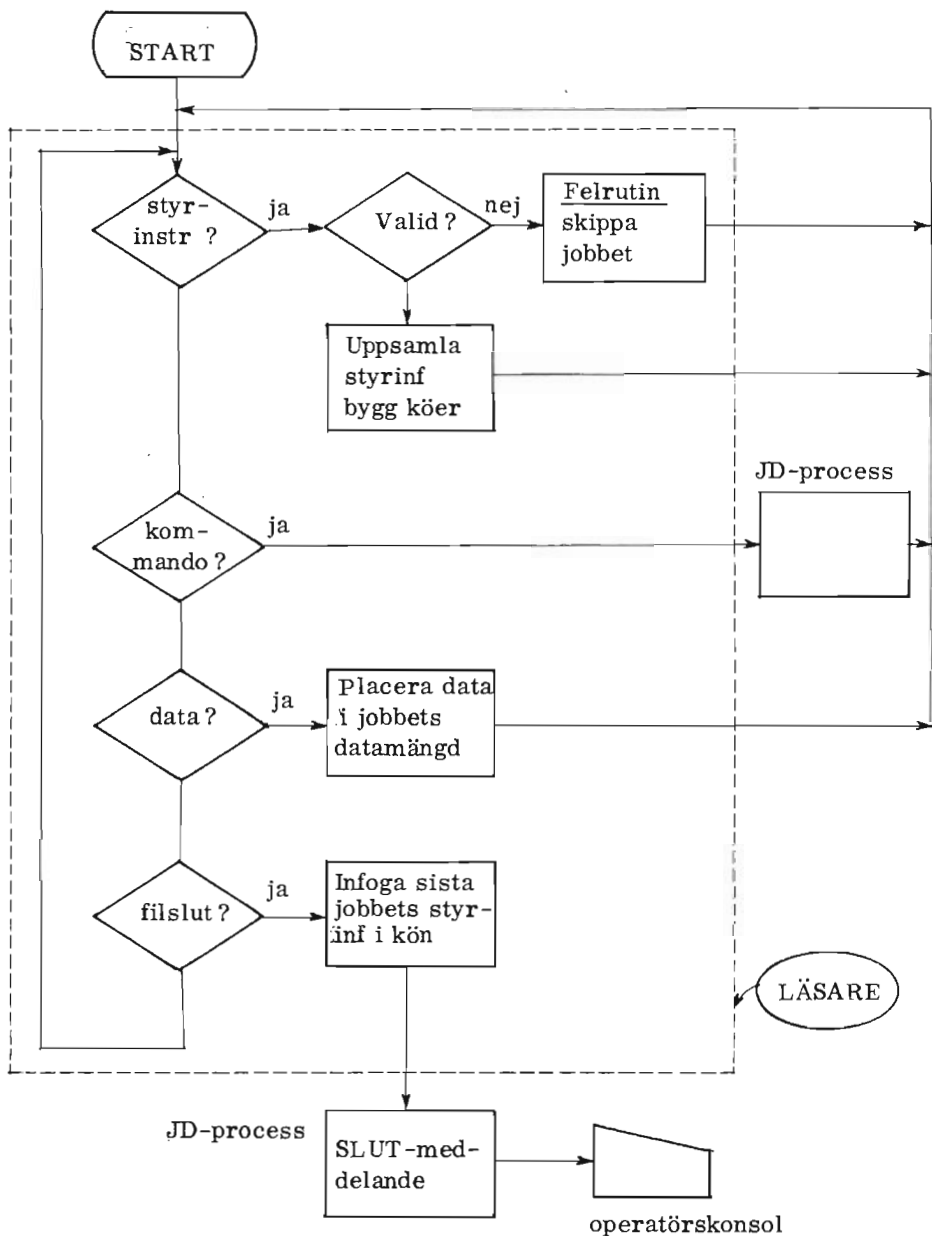 START
styr-
instr ?
ja
Valid ?
nej
Felrutin
skippa
jobbet
Uppsamla
styrinf
bygg köer
kom-
mando ?
ja
JD-process
data ?
ja
Placera data
i jobbets
datamängd
filslut ?
ja
Infoga sista
jobbets styr-
inf i kön
LÄSARE
JD-process
SLUT-med-
delande
operatörskonsol